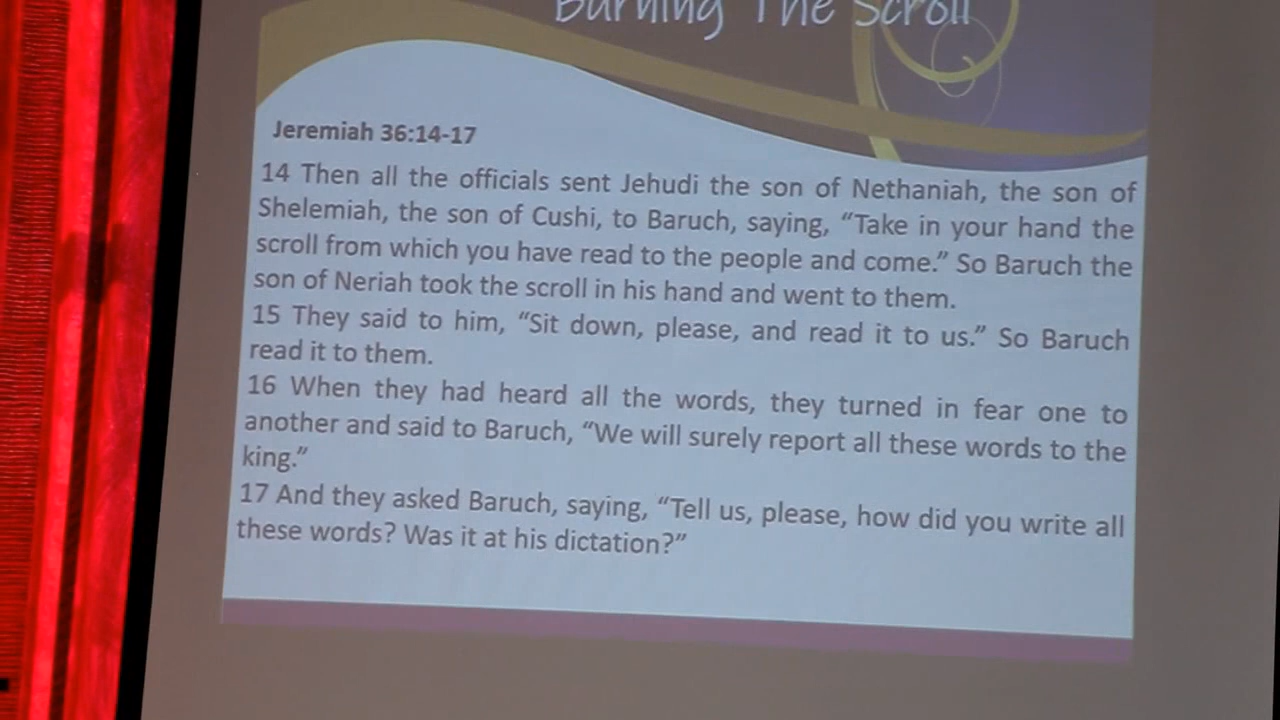 Burning The Scroll
Jeremiah 36:14-17
14 Then all the officials sent Jehudi the son of Nethaniah, the son of
Shelemiah, the son of Cushi, to Baruch, saying, “Take in your hand the
scroll from which you have read to the people and come.” So Baruch the
son of Neriah took the scroll in his hand and went to them.
15 They said to him, “Sit down, please, and read it to us.” So Baruch
read it to them.
16 When they had heard all the words, they turned in fear one to
another and said to Baruch, “We will surely report all these words to the
king.”
17 And they asked Baruch, saying, “Tell us, please, how did you write all
these words? Was it at his dictation?”